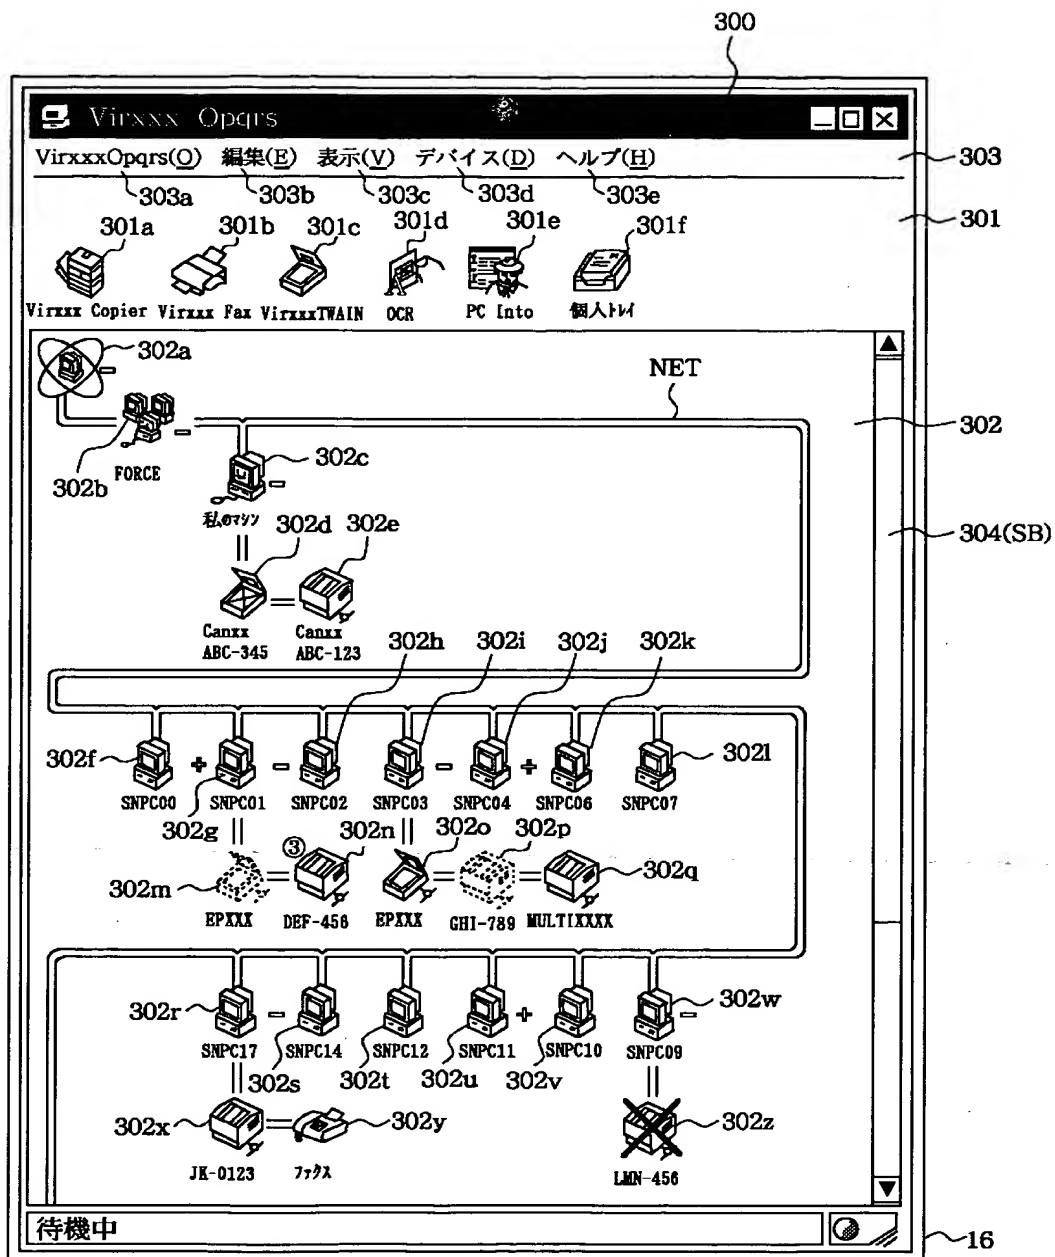 300
Virxxx Opqrs
VirxxxOpqrs(O) 編集(E) 表示(V) デバイス(D) ヘルプ(H)
303
303a 303b 303c 303d 303e
301
301a 301b 301c 301d 301e 301f
Virxxx Copier Virxxx Fax VirxxxTWAIN OCR PC Into 個人トレイ
302a
NET
302
302b FORCE 302c
私のマシン 302d 302e
304(SB)
Canxx ABC-345
Canxx ABC-123
302h 302i 302j 302k
302f + - - + 302l
SNPC00 SNPC01 SNPC02 SNPC03 SNPC04 SNPC06 SNPC07
302g ③ 302n 302o 302p
302m 302q
EPXXX DEF-456 EPXXX GHI-789 MULTIXXXX
302r - + 302w -
SNPC17 SNPC14 SNPC12 SNPC11 SNPC10 SNPC09
302s 302t 302u 302v
302x 302y 302z
JK-0123 ファクス LMN-456
待機中
16